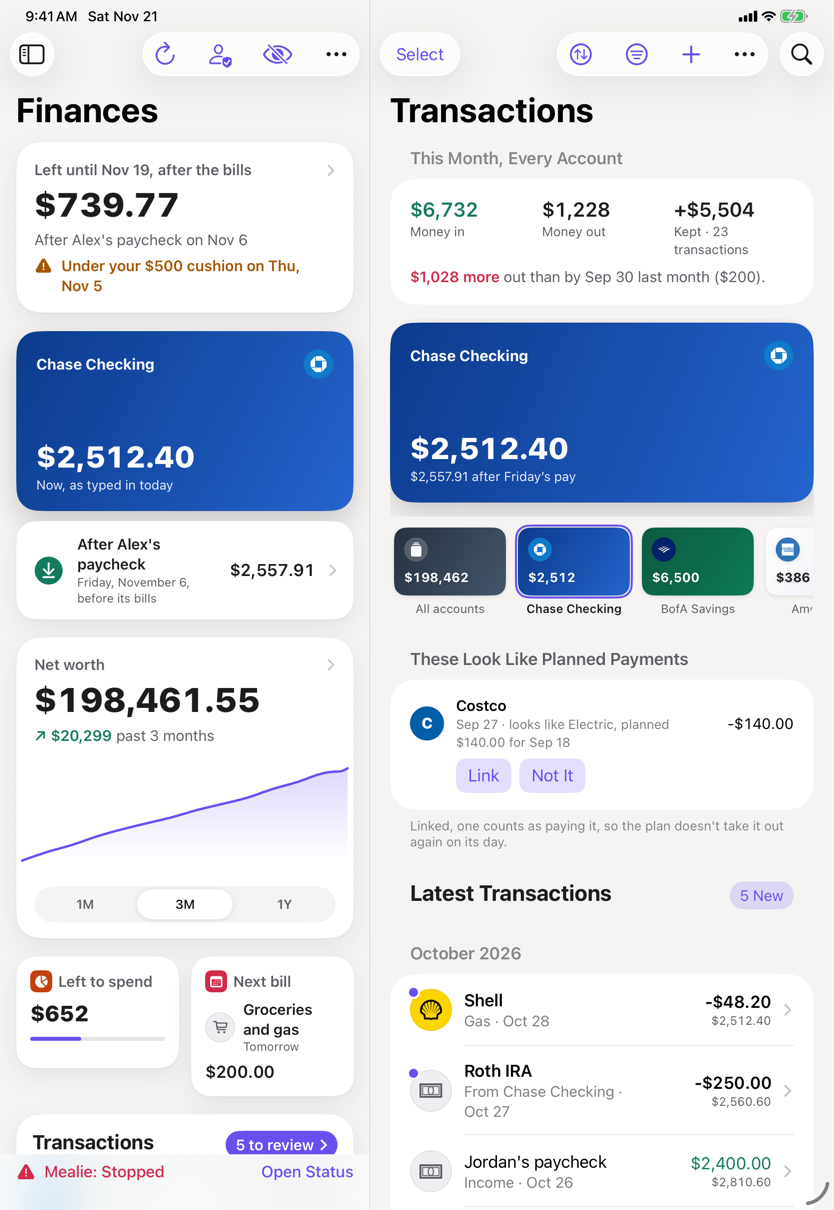 9:41 AM Sat Nov 21
Finances
Left until Nov 19, after the bills
$739.77
After Alex's paycheck on Nov 6
Under your $500 cushion on Thu,
Nov 5
Chase Checking
$2,512.40
Now, as typed in today
After Alex's
paycheck
Friday, November 6,
before its bills
$2,557.91
Net worth
$198,461.55
$20,299 past 3 months
1M 3M 1Y
Left to spend
$652
Next bill
Groceries
and gas
Tomorrow
$200.00
Transactions
5 to review
Mealie: Stopped
Open Status
Select
Transactions
This Month, Every Account
$6,732
Money in
$1,228
Money out
+$5,504
Kept · 23
transactions
$1,028 more out than by Sep 30 last month ($200).
Chase Checking
$2,512.40
$2,557.91 after Friday's pay
$198,462
All accounts
$2,512
Chase Checking
$6,500
BofA Savings
$386
Am
These Look Like Planned Payments
C
Costco
Sep 27 · looks like Electric, planned
$140.00 for Sep 18
-$140.00
Link
Not It
Linked, one counts as paying it, so the plan doesn't take it out
again on its day.
Latest Transactions
5 New
October 2026
Shell
Gas · Oct 28
-$48.20
$2,512.40
Roth IRA
From Chase Checking ·
Oct 27
-$250.00
$2,560.60
Jordan's paycheck
Income · Oct 26
$2,400.00
$2,810.60